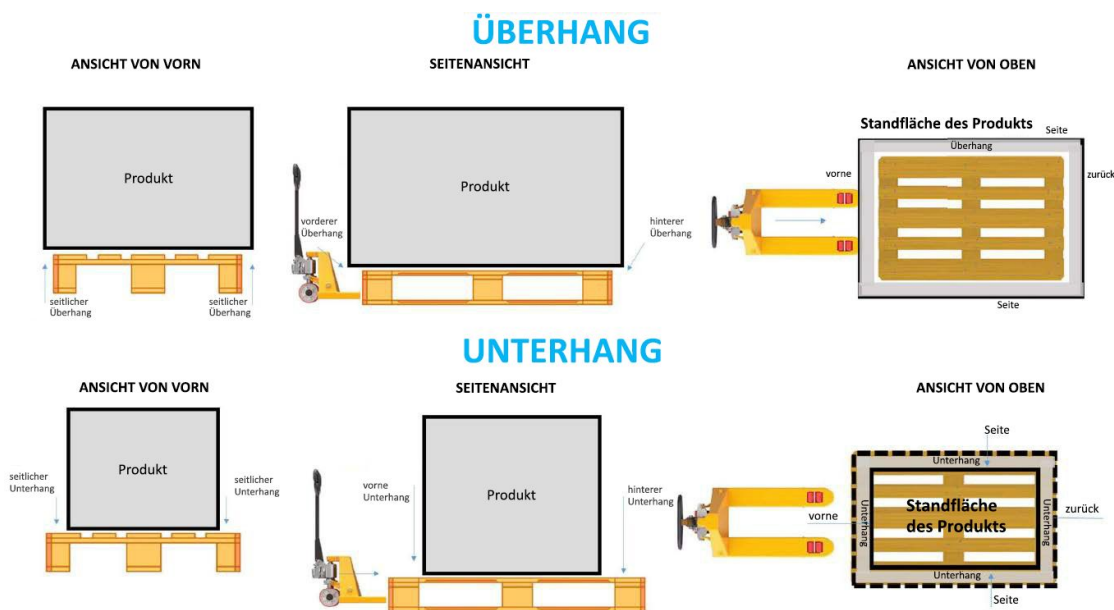 ÜBERHANG
ANSICHT VON VORN
SEITENANSICHT
ANSICHT VON OBEN
Produkt
seitlicher
Überhang
seitlicher
Überhang
Produkt
vorderer
Überhang
hinterer
Überhang
Standfläche des Produkts
Seite
Überhang
vorne
zurück
Seite
UNTERHANG
ANSICHT VON VORN
SEITENANSICHT
ANSICHT VON OBEN
seitlicher
Unterhang
Produkt
seitlicher
Unterhang
vorne
Unterhang
Produkt
hinterer
Unterhang
Seite
Unterhang
vorne
Unterhang
Standfläche
des Produkts
Unterhang
zurück
Unterhang
Seite